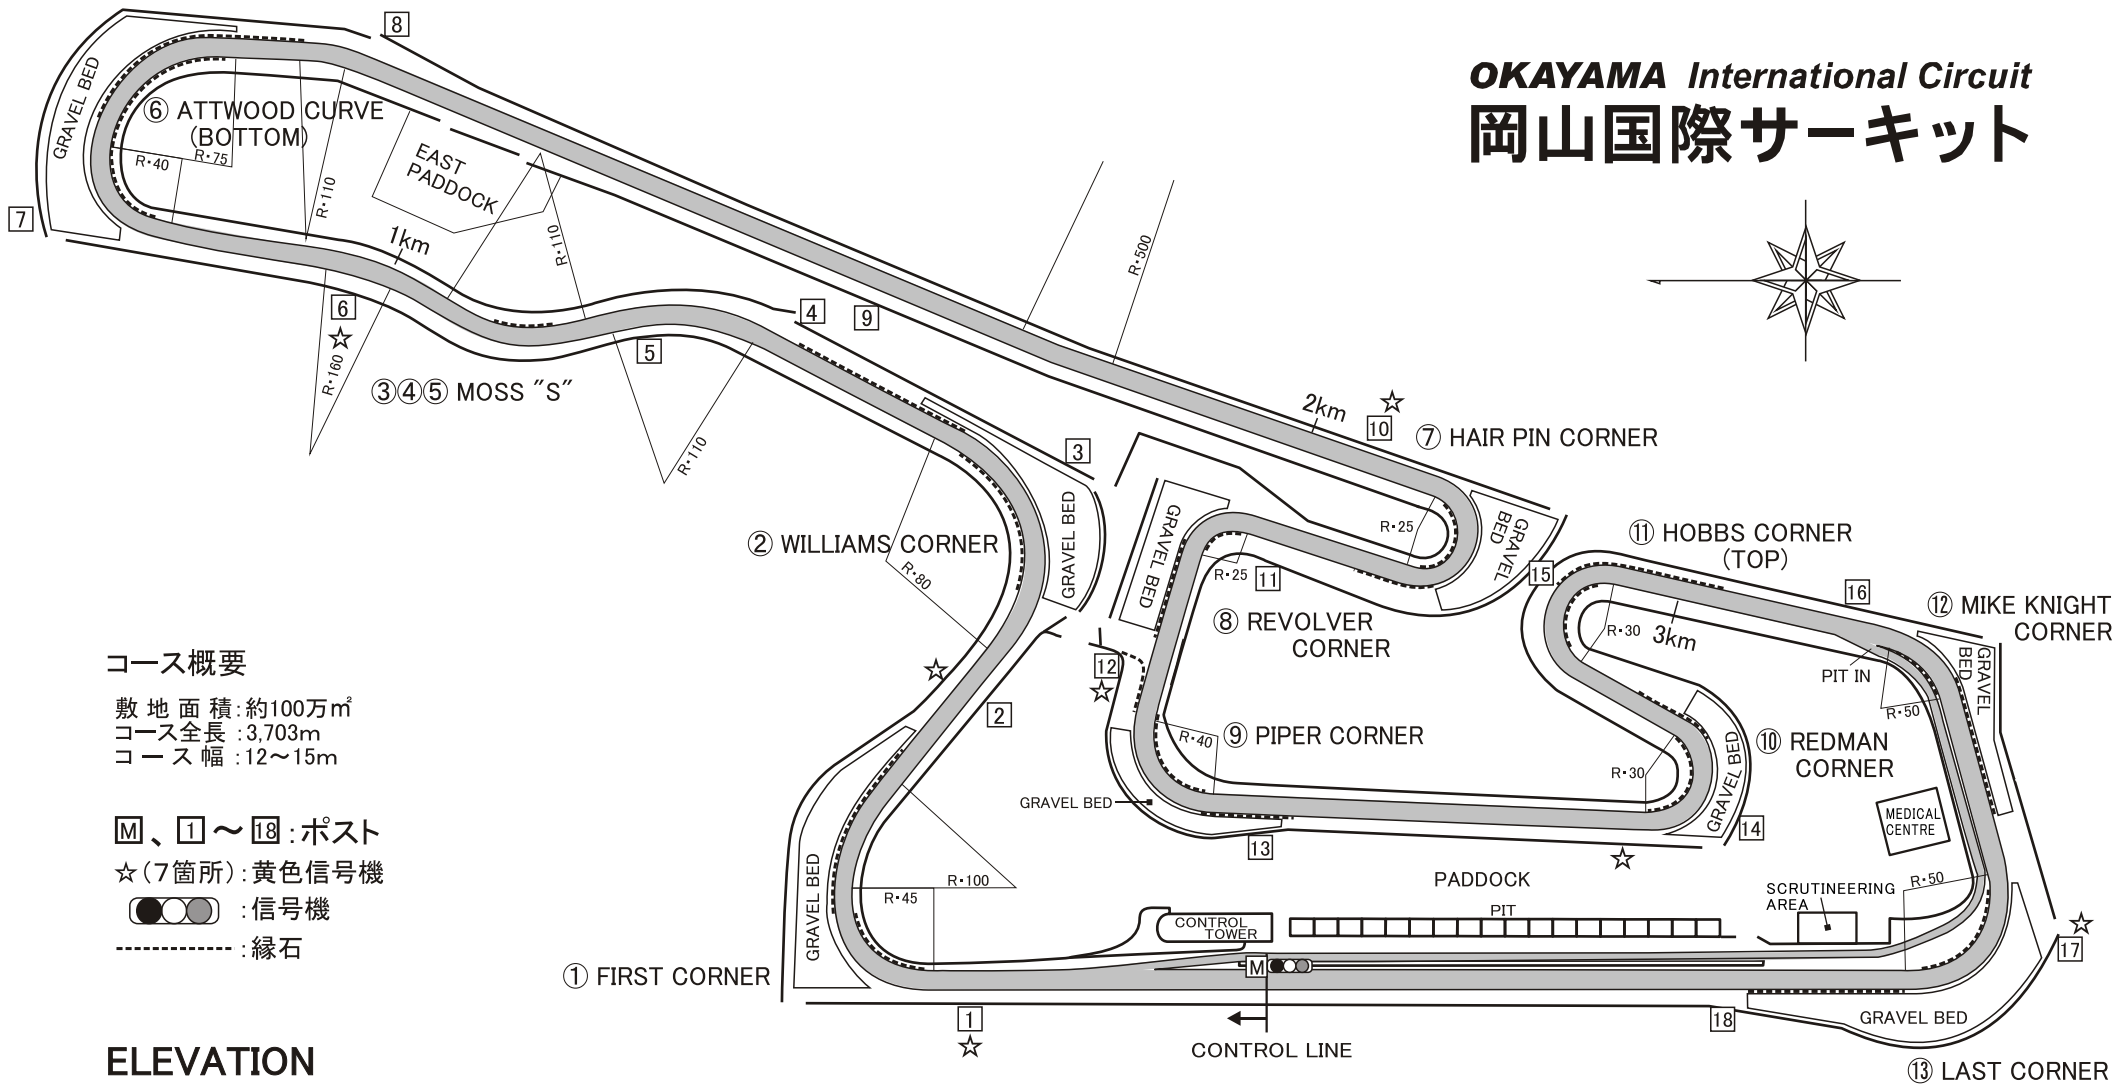 OKAYAMA International Circuit
岡山国際サーキット
8
GRAVEL BED
⑥ ATTWOOD CURVE
(BOTTOM)
R・40
R・75
R・110
EAST
PADDOCK
7
1km
R・110
R・500
6
☆
R・160
③④⑤ MOSS "S"
5
4
9
R・110
2km
☆
10
⑦ HAIR PIN CORNER
3
GRAVEL BED
② WILLIAMS CORNER
R・80
☆
2
GRAVEL BED
R・25
GRAVEL
BED
R・25
11
⑧ REVOLVER
CORNER
12
☆
15
⑪ HOBBS CORNER
(TOP)
16
⑫ MIKE KNIGHT
CORNER
R・30
3km
PIT IN
GRAVEL
BED
R・50
R・40
⑨ PIPER CORNER
R・30
⑩ REDMAN
CORNER
GRAVEL BED
GRAVEL BED
13
14
☆
MEDICAL
CENTRE
コース概要
敷地面積:約100万㎡
コース全長:3,703m
コース幅:12～15m
M、1～18:ポスト
☆(7箇所):黄色信号機
:信号機
:縁石
GRAVEL BED
R・100
R・45
PADDOCK
PIT
CONTROL
TOWER
SCRUTINEERING
AREA
R・50
☆
17
① FIRST CORNER
M
1
☆
18
GRAVEL BED
CONTROL LINE
⑬ LAST CORNER
ELEVATION